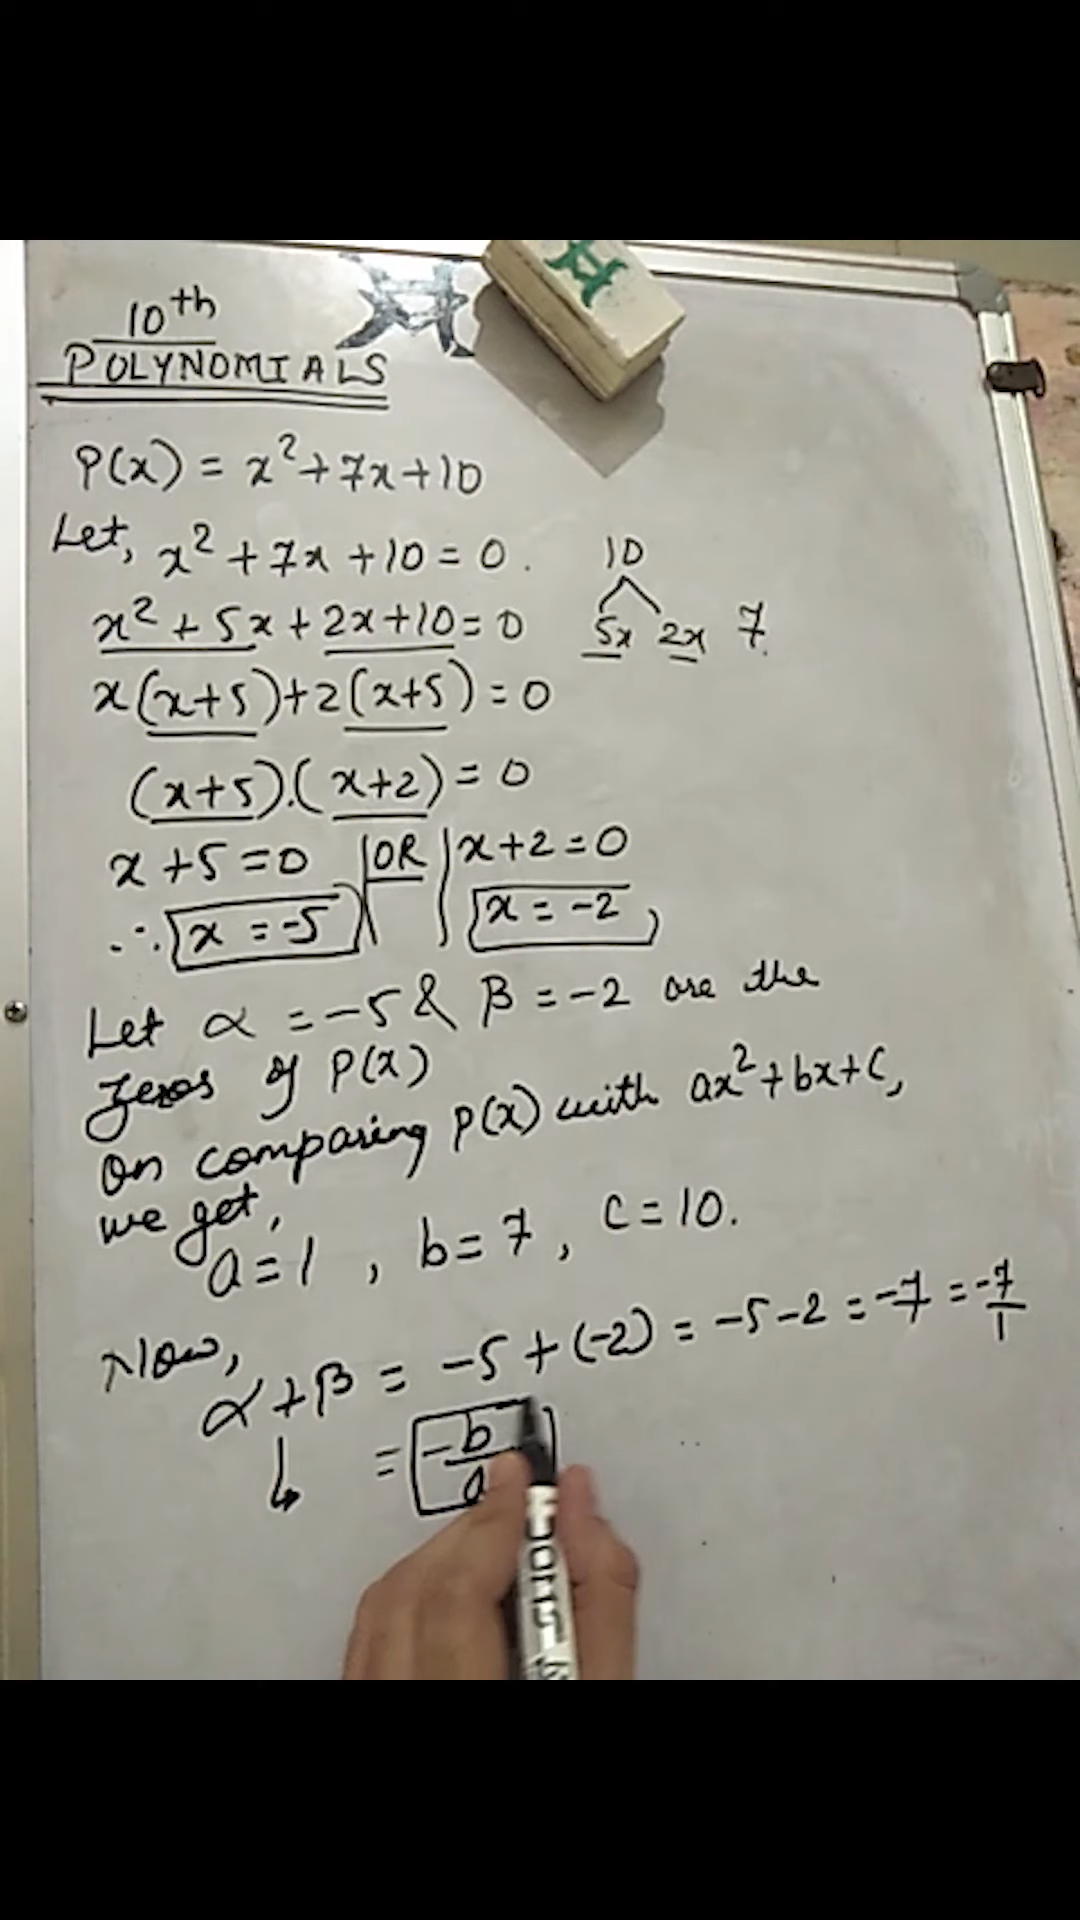 10th
POLYNOMIALS
P(x) = x²+7x+10
Let, x²+7x+10=0.
10
x²+5x+2x+10=0
5x 2x 7.
x(x+5)+2(x+5)=0
(x+5).(x+2)=0
x+5=0 |OR| x+2=0
∴ x=-5 x=-2,
Let α=-5 & β=-2 are the
zeros of P(x)
On comparing P(x) with ax²+bx+c,
we get,
a=1, b=7, c=10.
Now,
α+β = -5+(-2) = -5-2 = -7 = -7/1
↳ = -b/a